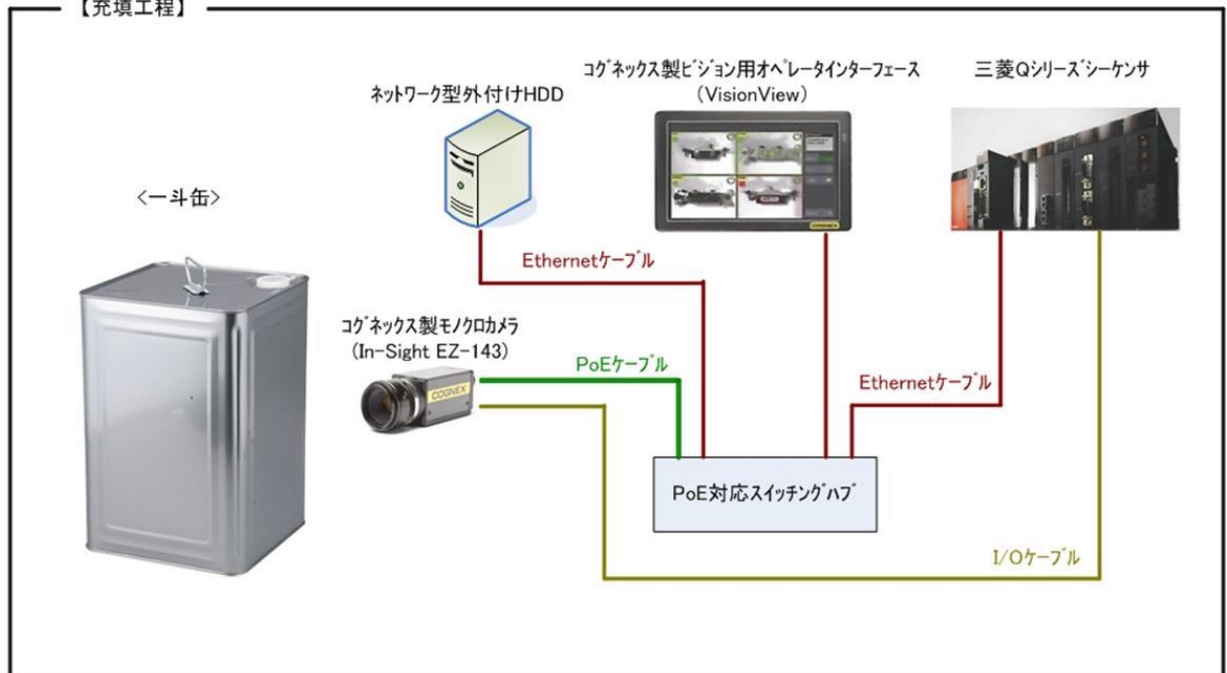 【充填工程】
コグネックス製ビジョン用オペレータインターフェース
(VisionView)
三菱Qシリーズシーケンサ
ネットワーク型外付けHDD
<一斗缶>
COGNEX
Ethernetケーブル
コグネックス製モノクロカメラ
(In-Sight EZ-143)
PoEケーブル
Ethernetケーブル
COGNEX
PoE対応スイッチングハブ
I/Oケーブル